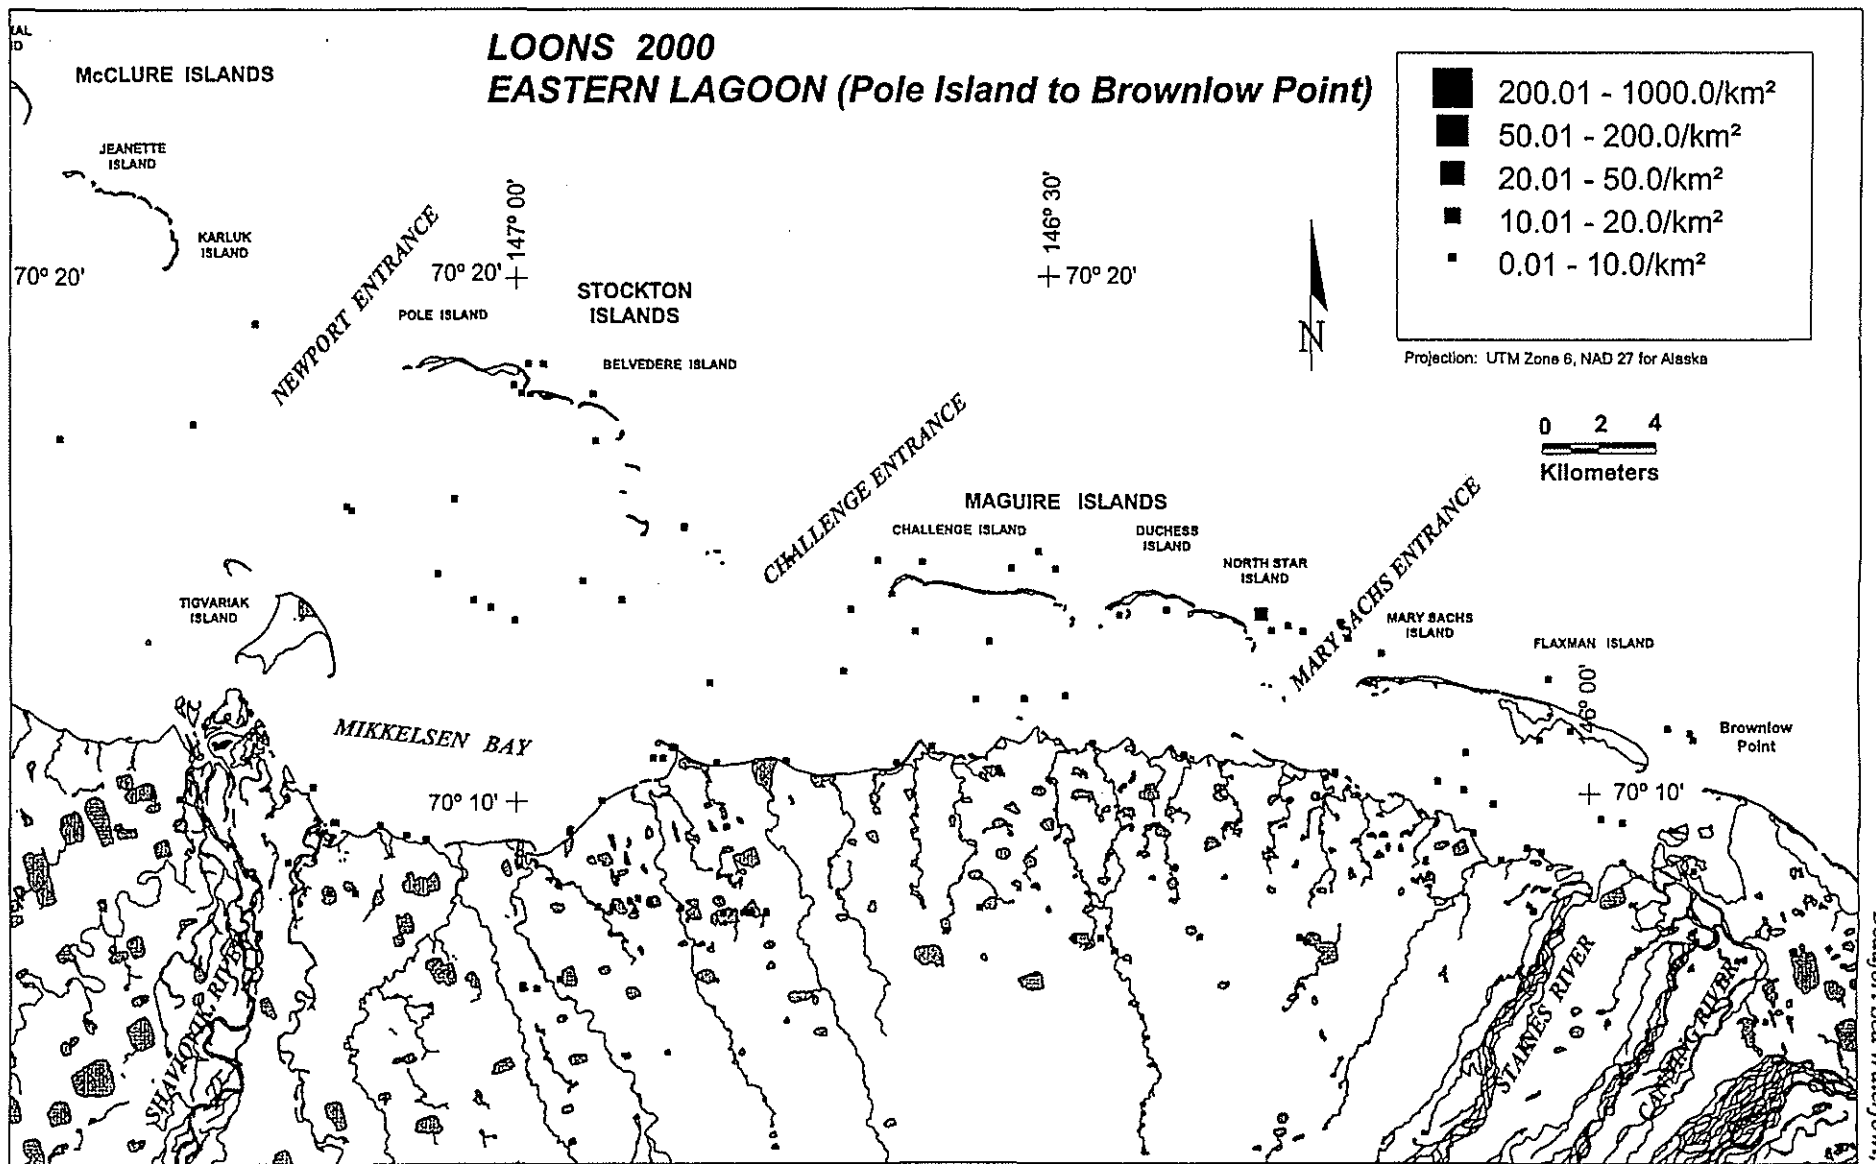 LOONS 2000
EASTERN LAGOON (Pole Island to Brownlow Point)
McCLURE ISLANDS
JEANETTE
ISLAND
KARLUK
ISLAND
70° 20'
NEWPORT ENTRANCE
147° 00'
70° 20'
146° 30'
70° 20'
200.01 - 1000.0/km²
50.01 - 200.0/km²
20.01 - 50.0/km²
10.01 - 20.0/km²
0.01 - 10.0/km²
Projection: UTM Zone 6, NAD 27 for Alaska
N
0 2 4
Kilometers
STOCKTON
ISLANDS
POLE ISLAND
BELVEDERE ISLAND
CHALLENGE ENTRANCE
MAGUIRE ISLANDS
CHALLENGE ISLAND
DUCHESS
ISLAND
NORTH STAR
ISLAND
MARY SACHS ENTRANCE
MARY SACHS
ISLAND
FLAXMAN ISLAND
TIGVARIAK
ISLAND
MIKKELSEN BAY
Brownlow
Point
70° 10'
70° 10'
SHAVIOVIK RIVER
STAINES RIVER
CANNING RIVER